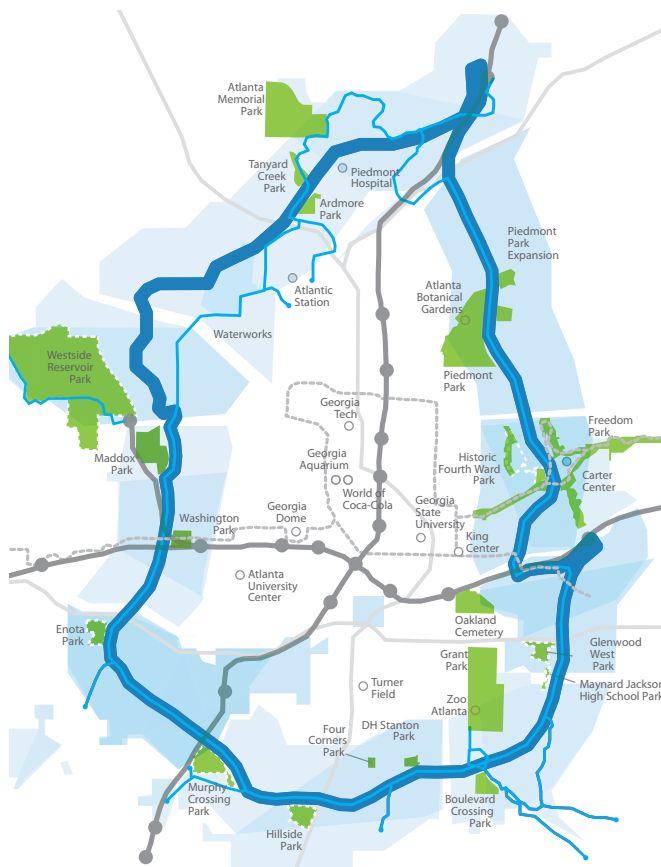 Atlanta
Memorial
Park
Tanyard
Creek
Park
Piedmont
Hospital
Ardmore
Park
Piedmont
Park
Expansion
Atlantic
Station
Atlanta
Botanical
Gardens
Waterworks
Westside
Reservoir
Park
Piedmont
Park
Georgia
Tech
Freedom
Park
Maddox
Park
Georgia
Aquarium
Historic
Fourth Ward
Park
Carter
Center
World of
Coca-Cola
Georgia
State
University
Washington
Park
Georgia
Dome
King
Center
Atlanta
University
Center
Oakland
Cemetery
Enota
Park
Glenwood
West
Park
Grant
Park
Maynard Jackson
High School Park
Turner
Field
Zoo
Atlanta
Four
Corners
Park
DH Stanton
Park
Murphy
Crossing
Park
Boulevard
Crossing
Park
Hillside
Park